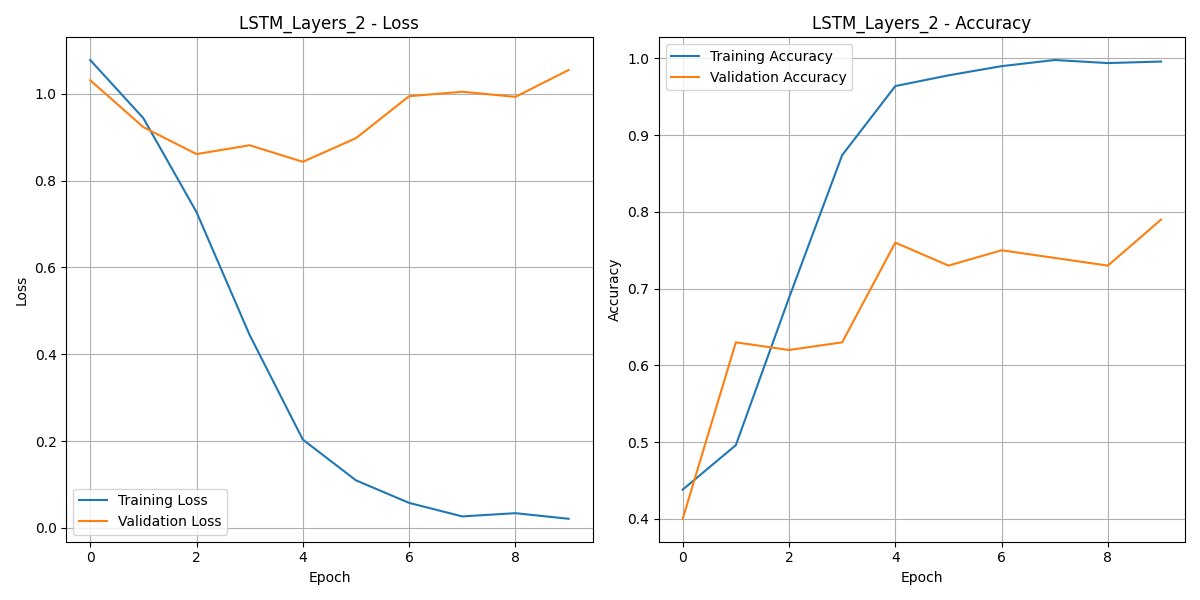 LSTM_Layers_2 - Loss
1.0
0.8
0.6
0.4
0.2
0.0
Loss
0 2 4 6 8
Epoch
Training Loss
Validation Loss
LSTM_Layers_2 - Accuracy
Training Accuracy
Validation Accuracy
1.0
0.9
0.8
0.7
0.6
0.5
0.4
Accuracy
0 2 4 6 8
Epoch